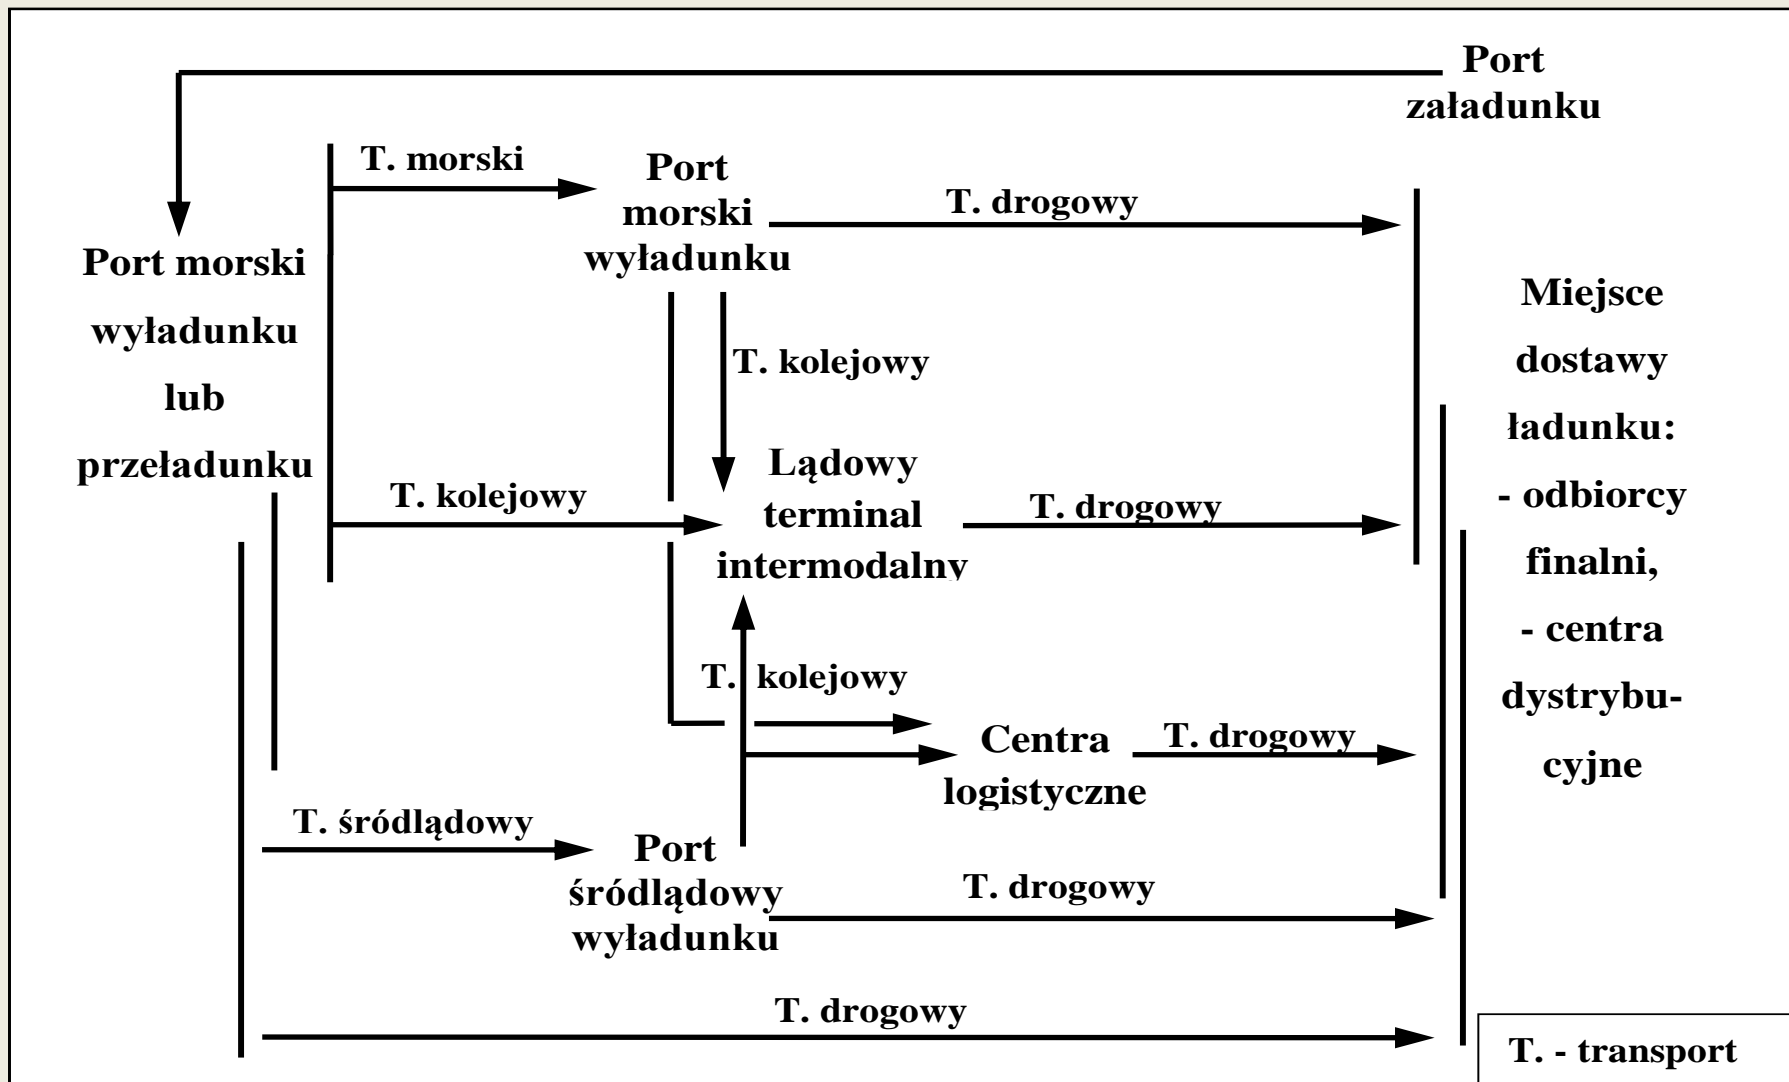 Port
załadunku
T. morski
Port
morski
wyładunku
T. drogowy
Port morski
wyładunku
lub
przeładunku
T. kolejowy
Miejsce
dostawy
ładunku:
- odbiorcy
finalni,
- centra
dystrybu-
cyjne
T. kolejowy
Lądowy
terminal
intermodalny
T. drogowy
T. kolejowy
Centra
logistyczne
T. drogowy
T. śródlądowy
Port
śródlądowy
wyładunku
T. drogowy
T. drogowy
T. - transport